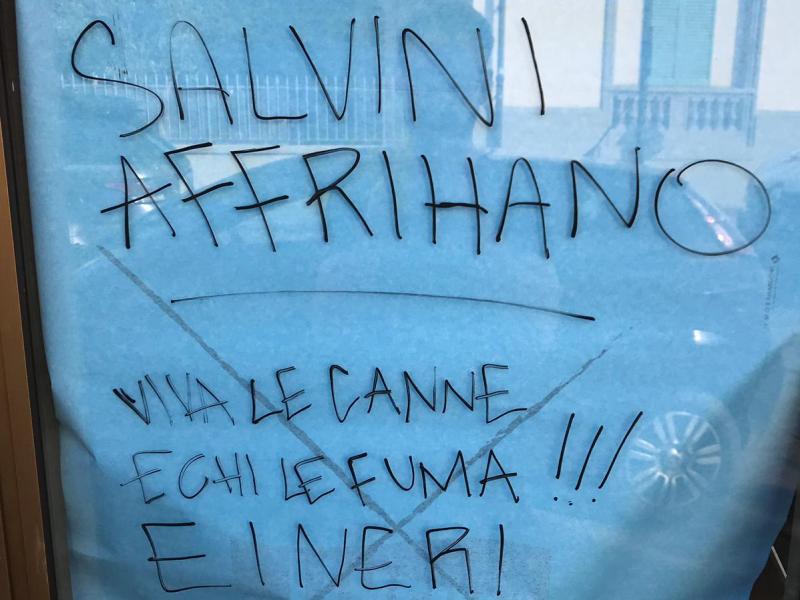 SALVINI
AFFRIHANO
VIVA LE CANNE
E CHI LE FUMA !!!
E I NERI